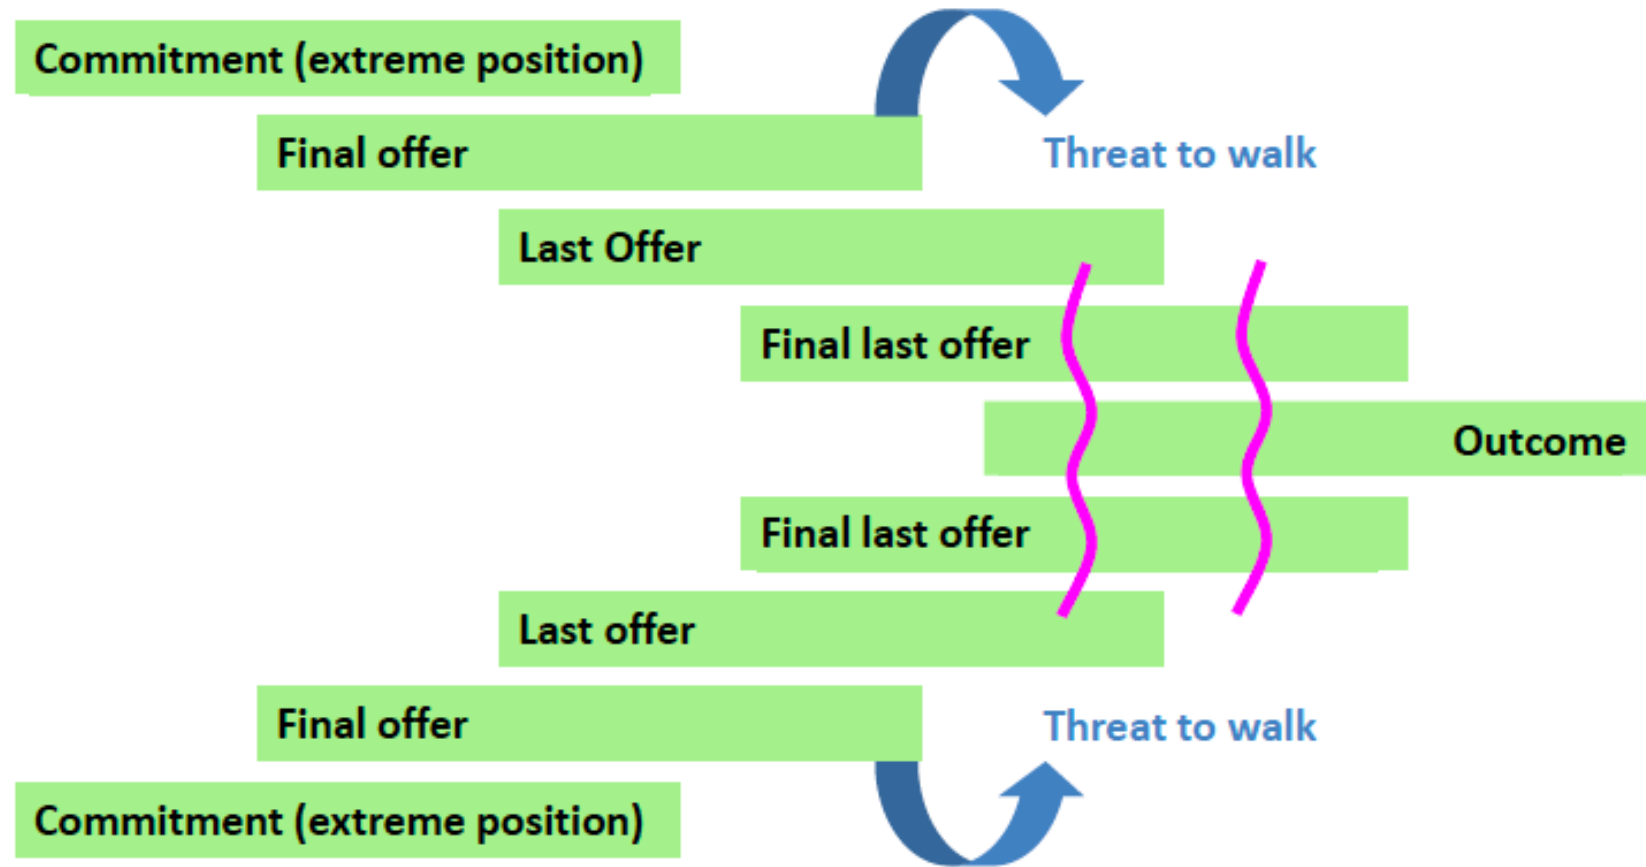 Commitment (extreme position)
Final offer
Threat to walk
Last Offer
Final last offer
Outcome
Final last offer
Last offer
Final offer
Threat to walk
Commitment (extreme position)